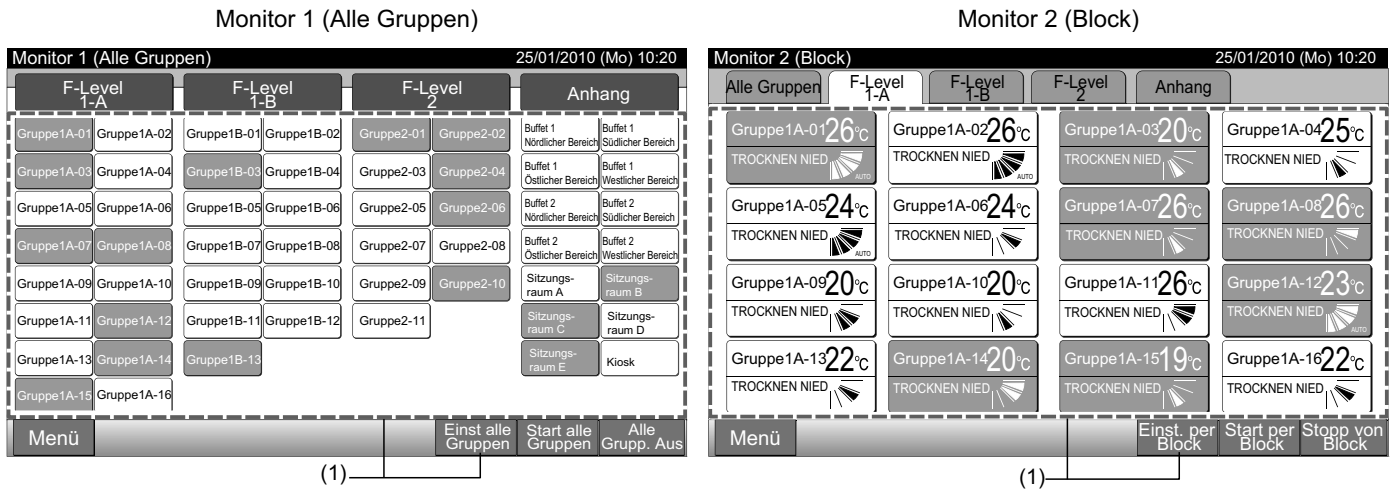 Monitor 1 (Alle Gruppen)
Monitor 1 (Alle Gruppen) 25/01/2010 (Mo) 10:20
F-Level 1-A F-Level 1-B F-Level 2 Anhang
Gruppe1A-01 Gruppe1A-02 Gruppe1B-01 Gruppe1B-02 Gruppe2-01 Gruppe2-02 Buffet 1 Nördlicher Bereich Buffet 1 Südlicher Bereich
Gruppe1A-03 Gruppe1A-04 Gruppe1B-03 Gruppe1B-04 Gruppe2-03 Gruppe2-04 Buffet 1 Östlicher Bereich Buffet 1 Westlicher Bereich
Gruppe1A-05 Gruppe1A-06 Gruppe1B-05 Gruppe1B-06 Gruppe2-05 Gruppe2-06 Buffet 2 Nördlicher Bereich Buffet 2 Südlicher Bereich
Gruppe1A-07 Gruppe1A-08 Gruppe1B-07 Gruppe1B-08 Gruppe2-07 Gruppe2-08 Buffet 2 Östlicher Bereich Buffet 2 Westlicher Bereich
Gruppe1A-09 Gruppe1A-10 Gruppe1B-09 Gruppe1B-10 Gruppe2-09 Gruppe2-10 Sitzungs- raum A Sitzungs- raum B
Gruppe1A-11 Gruppe1A-12 Gruppe1B-11 Gruppe1B-12 Gruppe2-11 Sitzungs- raum C Sitzungs- raum D
Gruppe1A-13 Gruppe1A-14 Gruppe1B-13 Sitzungs- raum E Kiosk
Gruppe1A-15 Gruppe1A-16
Menü Einst alle Gruppen Start alle Gruppen Alle Grupp. Aus
(1)
Monitor 2 (Block)
Monitor 2 (Block) 25/01/2010 (Mo) 10:20
Alle Gruppen F-Level 1-A F-Level 1-B F-Level 2 Anhang
Gruppe1A-01 26°C Gruppe1A-02 26°C Gruppe1A-03 20°C Gruppe1A-04 25°C
TROCKNEN NIED AUTO TROCKNEN NIED AUTO TROCKNEN NIED TROCKNEN NIED
Gruppe1A-05 24°C Gruppe1A-06 24°C Gruppe1A-07 26°C Gruppe1A-08 26°C
TROCKNEN NIED AUTO TROCKNEN NIED TROCKNEN NIED TROCKNEN NIED
Gruppe1A-09 20°C Gruppe1A-10 20°C Gruppe1A-11 26°C Gruppe1A-12 23°C
TROCKNEN NIED TROCKNEN NIED TROCKNEN NIED TROCKNEN NIED AUTO
Gruppe1A-13 22°C Gruppe1A-14 20°C Gruppe1A-15 19°C Gruppe1A-16 22°C
TROCKNEN NIED TROCKNEN NIED TROCKNEN NIED TROCKNEN NIED
Menü Einst. per Block Start per Block Stopp von Block
(1)